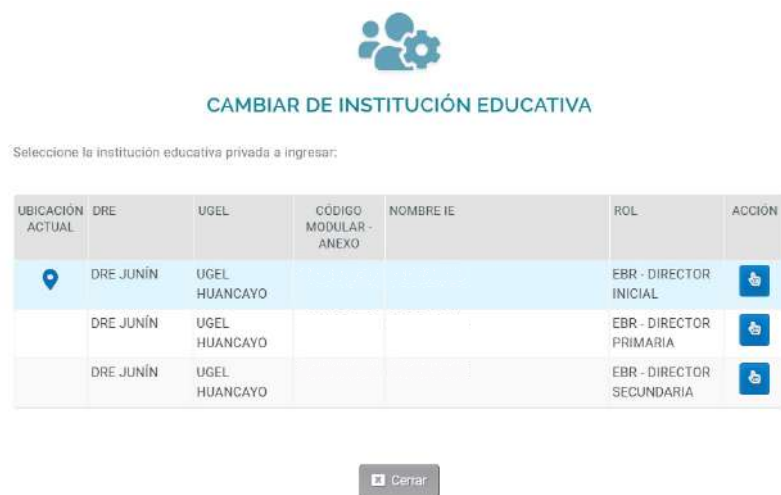 CAMBIAR DE INSTITUCIÓN EDUCATIVA
Seleccione la institución educativa privada a ingresar:
UBICACIÓN ACTUAL DRE UGEL CÓDIGO MODULAR - ANEXO NOMBRE IE ROL ACCIÓN
DRE JUNÍN UGEL HUANCAYO EBR - DIRECTOR INICIAL
DRE JUNÍN UGEL HUANCAYO EBR - DIRECTOR PRIMARIA
DRE JUNÍN UGEL HUANCAYO EBR - DIRECTOR SECUNDARIA
Cerrar